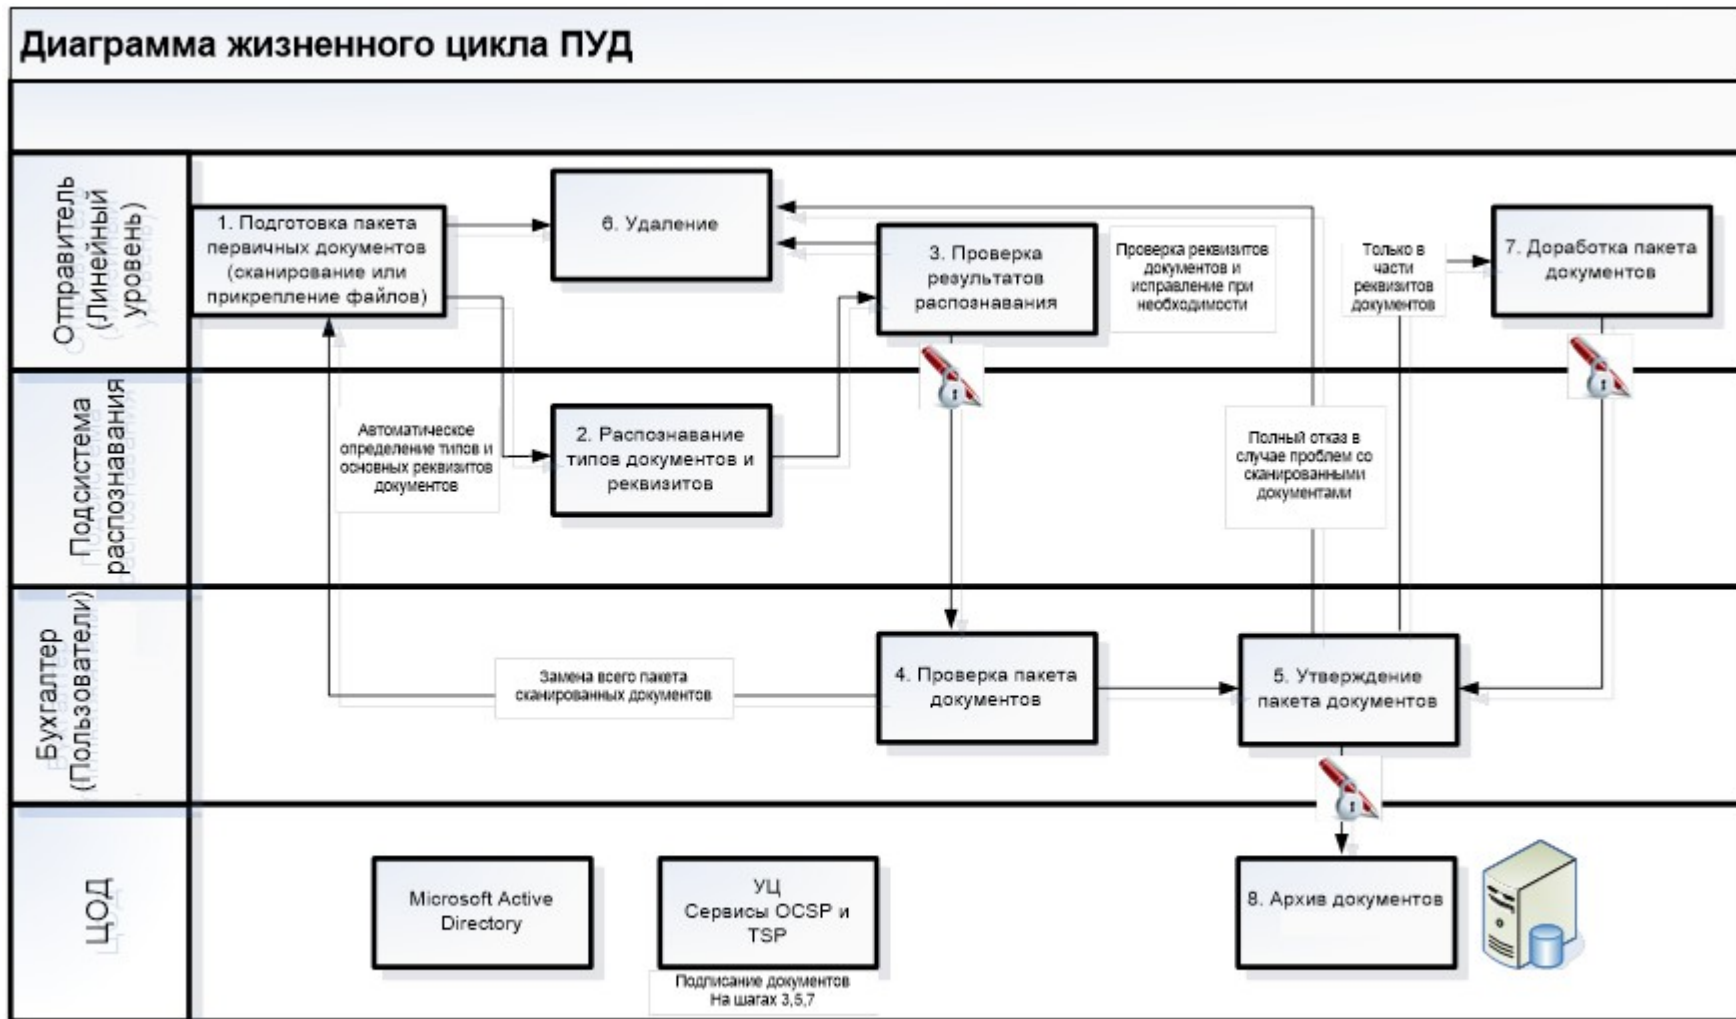 Диаграмма жизненного цикла ПУД
Отправитель
(Линейный
уровень)
1. Подготовка пакета
первичных документов
(сканирование или
прикрепление файлов)
6. Удаление
3. Проверка
результатов
распознавания
Проверка реквизитов
документов и
исправление при
необходимости
Только в
части
реквизитов
документов
7. Доработка пакета
документов
Подсистема
распознавания
Автоматическое
определение типов и
основных реквизитов
документов
2. Распознавание
типов документов и
реквизитов
Полный отказ в
случае проблем со
сканированными
документами
Бухгалтер
(Пользователи)
Замена всего пакета
сканированных документов
4. Проверка пакета
документов
5. Утверждение
пакета документов
ЦОД
Microsoft Active
Directory
УЦ
Сервисы OCSP и
TSP
Подписание документов
На шагах 3,5,7
8. Архив документов